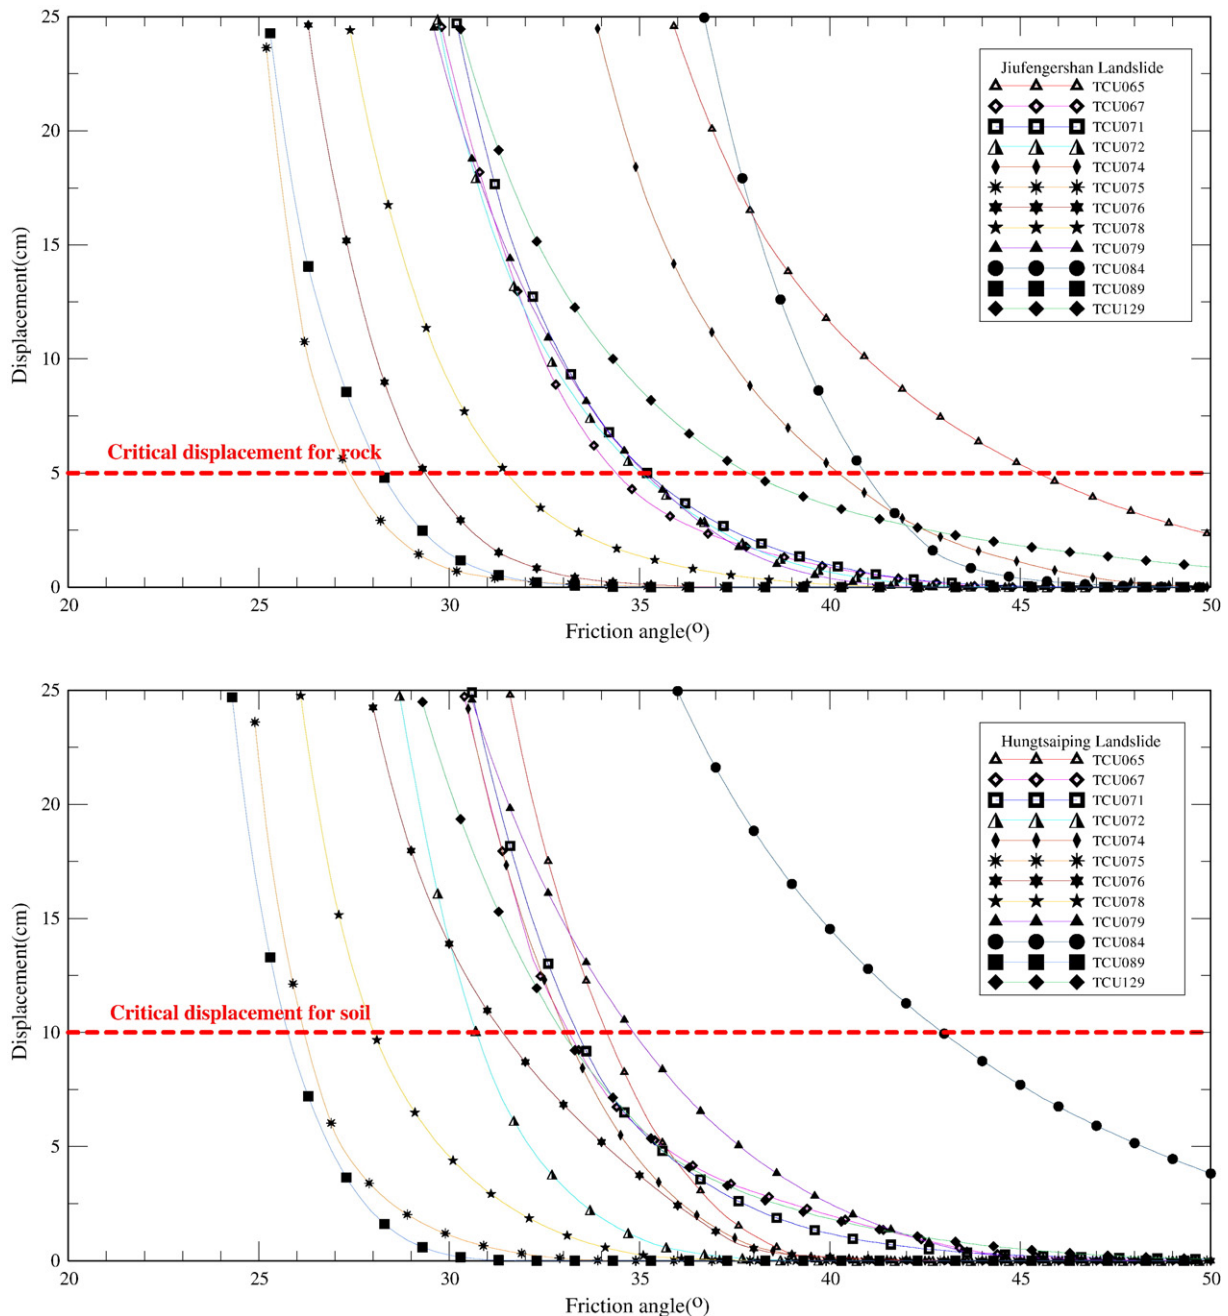 25
20
15
10
5
0
Displacement(cm)
Critical displacement for rock
Jiufengershan Landslide
TCU065
TCU067
TCU071
TCU072
TCU074
TCU075
TCU076
TCU078
TCU079
TCU084
TCU089
TCU129
20 25 30 35 40 45 50
Friction angle(o)
25
20
15
10
5
0
Displacement(cm)
Critical displacement for soil
Hungtsaiping Landslide
TCU065
TCU067
TCU071
TCU072
TCU074
TCU075
TCU076
TCU078
TCU079
TCU084
TCU089
TCU129
20 25 30 35 40 45 50
Friction angle(o)